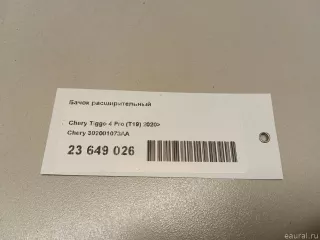 Бачок расширительный
Chery Tiggo 4 Pro (T19) 2020>
Chery 302001073AA
23 649 026
eaural.ru